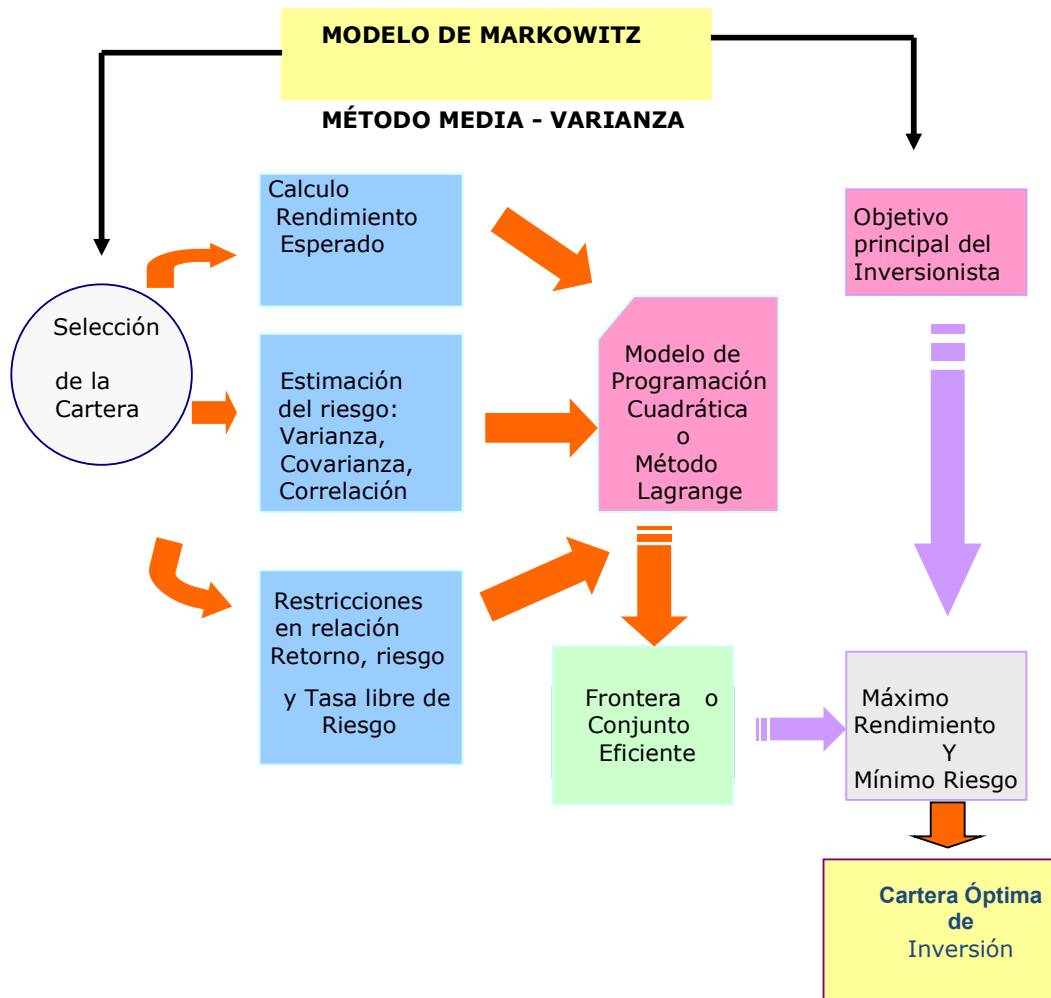 MODELO DE MARKOWITZ
MÉTODO MEDIA - VARIANZA
Calculo
Rendimiento
Esperado
Objetivo
principal del
Inversionista
Selección
de la
Cartera
Estimación
del riesgo:
Varianza,
Covarianza,
Correlación
Modelo de
Programación
Cuadrática
o
Método
Lagrange
Restricciones
en relación
Retorno, riesgo
y Tasa libre de
Riesgo
Frontera o
Conjunto
Eficiente
Máximo
Rendimiento
Y
Mínimo Riesgo
Cartera Óptima
de
Inversión